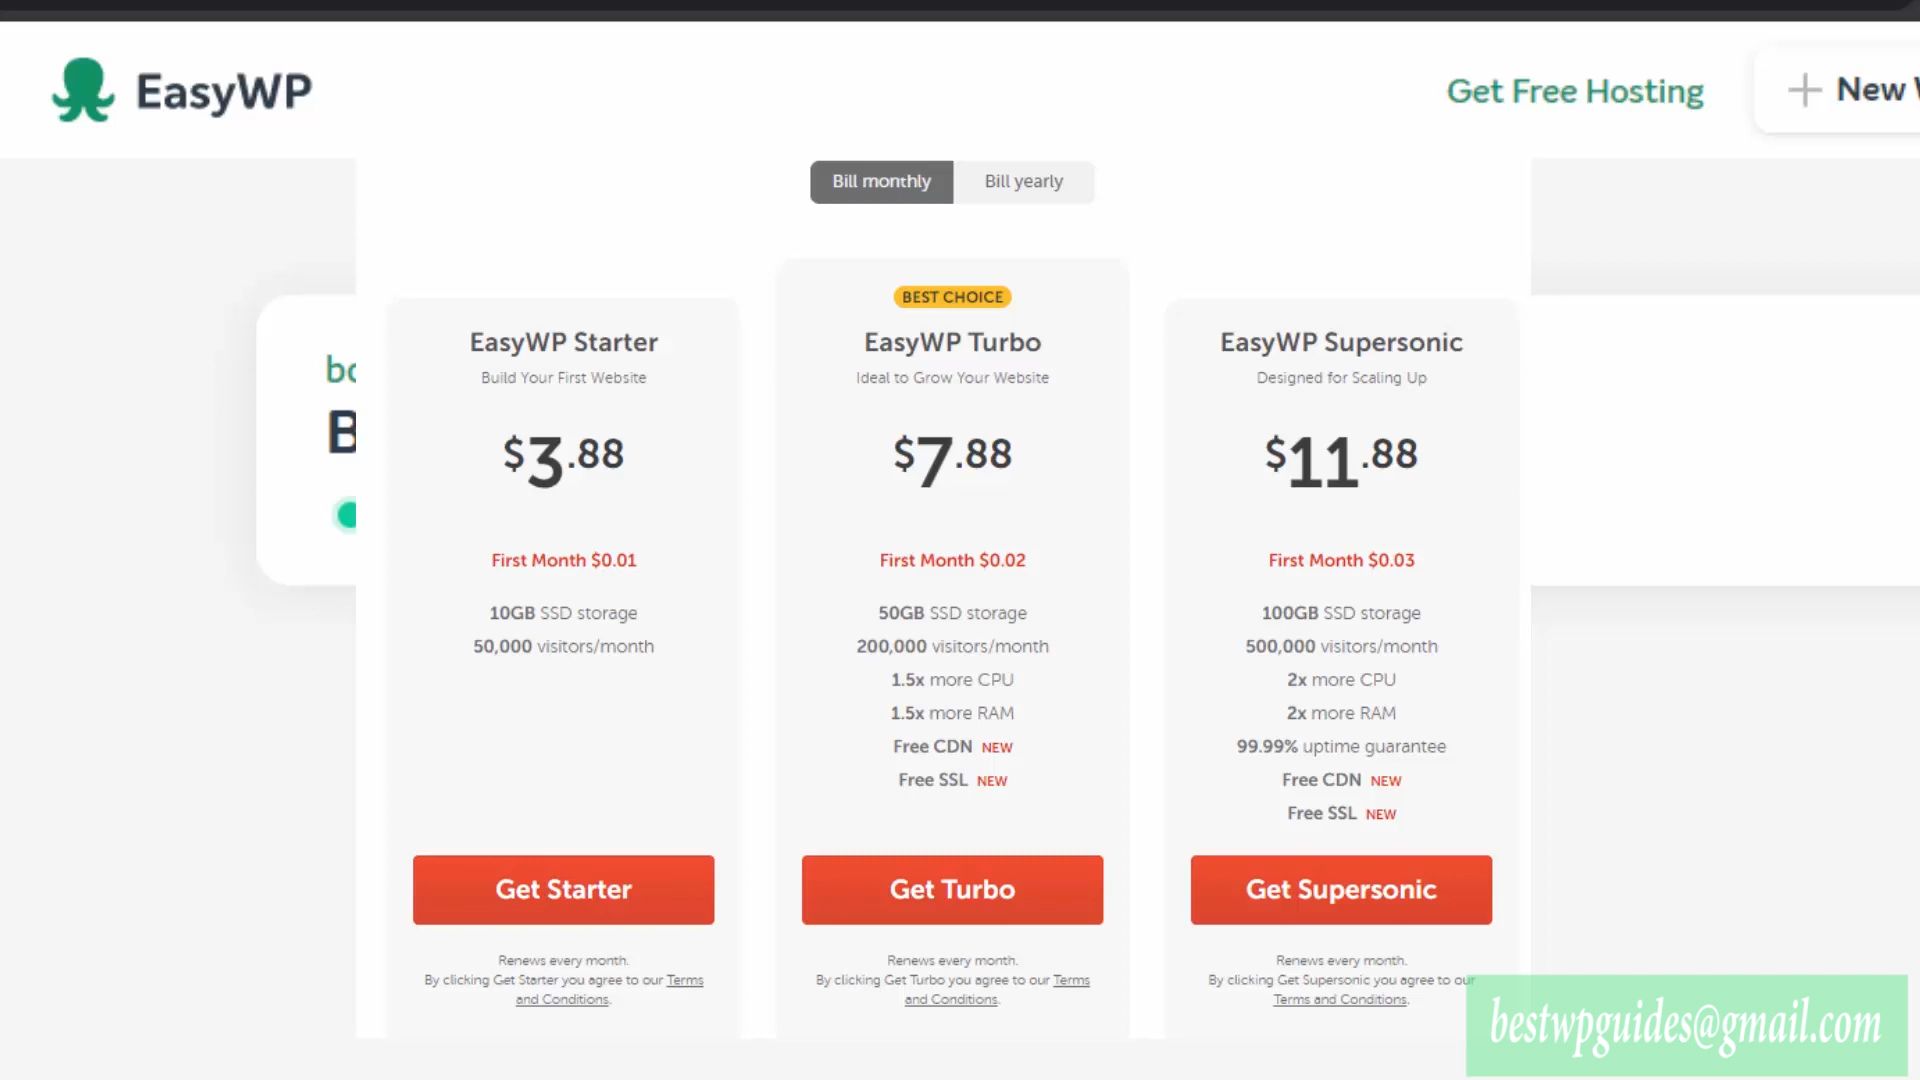 EasyWP
Get Free Hosting
New
Bill monthly
Bill yearly
EasyWP Starter
Build Your First Website
$3.88
First Month $0.01
10GB SSD storage
50,000 visitors/month
Get Starter
Renews every month.
By clicking Get Starter you agree to our Terms
and Conditions.
BEST CHOICE
EasyWP Turbo
Ideal to Grow Your Website
$7.88
First Month $0.02
50GB SSD storage
200,000 visitors/month
1.5x more CPU
1.5x more RAM
Free CDN NEW
Free SSL NEW
Get Turbo
Renews every month.
By clicking Get Turbo you agree to our Terms
and Conditions.
EasyWP Supersonic
Designed for Scaling Up
$11.88
First Month $0.03
100GB SSD storage
500,000 visitors/month
2x more CPU
2x more RAM
99.99% uptime guarantee
Free CDN NEW
Free SSL NEW
Get Supersonic
Renews every month.
By clicking Get Supersonic you agree to our
Terms and Conditions.
bestwpguides@gmail.com